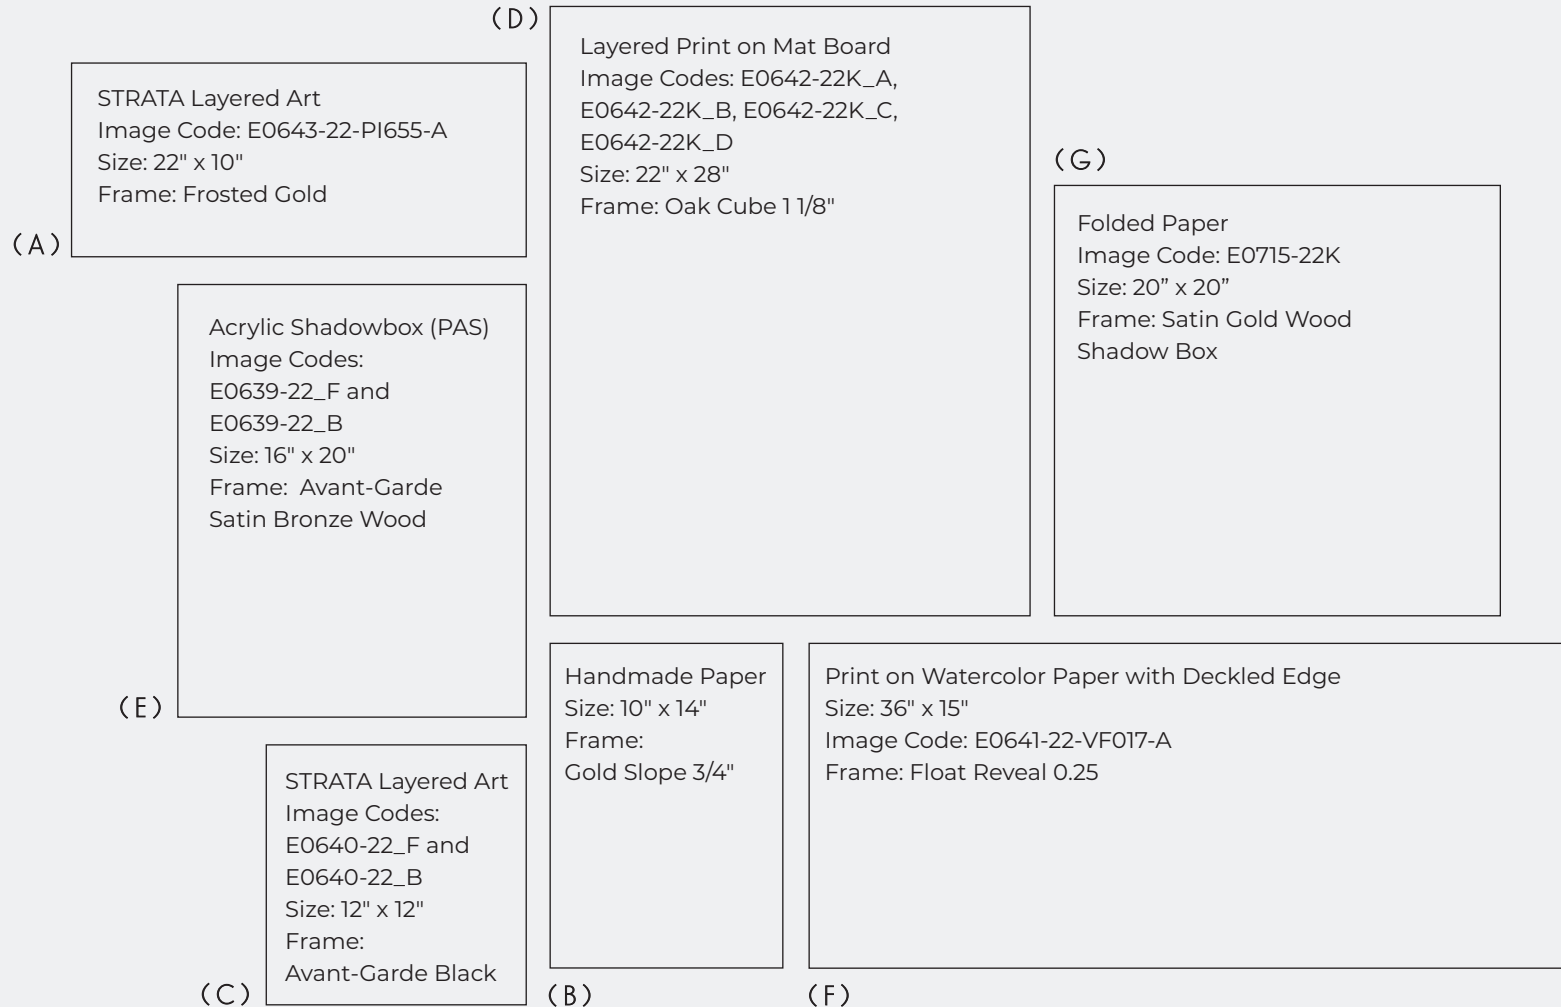 (A)
STRATA Layered Art
Image Code: E0643-22-PI655-A
Size: 22" x 10"
Frame: Frosted Gold
(E)
Acrylic Shadowbox (PAS)
Image Codes:
E0639-22_F and
E0639-22_B
Size: 16" x 20"
Frame:  Avant-Garde
Satin Bronze Wood
(C)
STRATA Layered Art
Image Codes:
E0640-22_F and
E0640-22_B
Size: 12" x 12"
Frame:
Avant-Garde Black
(D)
Layered Print on Mat Board
Image Codes: E0642-22K_A,
E0642-22K_B, E0642-22K_C,
E0642-22K_D
Size: 22" x 28"
Frame: Oak Cube 1 1/8"
(G)
Folded Paper
Image Code: E0715-22K
Size: 20” x 20”
Frame: Satin Gold Wood
Shadow Box
(B)
Handmade Paper
Size: 10" x 14"
Frame:
Gold Slope 3/4"
(F)
Print on Watercolor Paper with Deckled Edge
Size: 36" x 15"
Image Code: E0641-22-VF017-A
Frame: Float Reveal 0.25